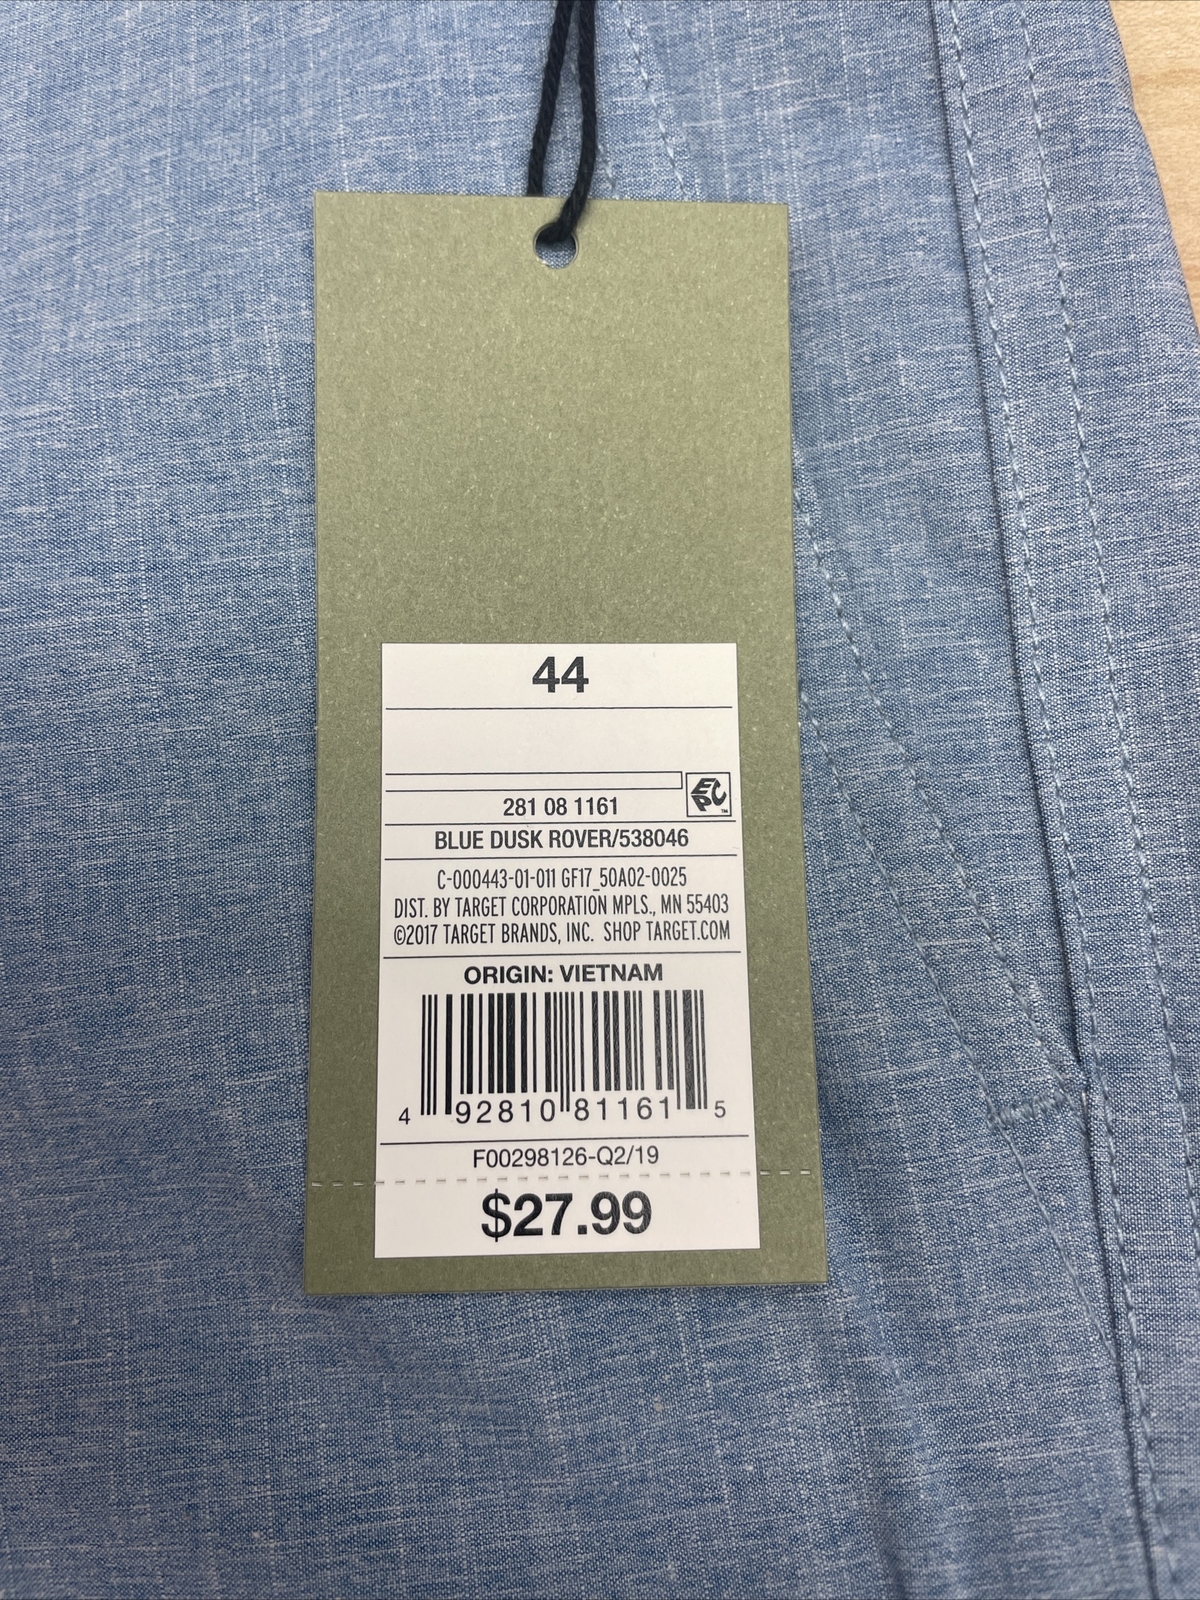 44
EPC™
281 08 1161
BLUE DUSK ROVER/538046
C-000443-01-011 GF17_50A02-0025
DIST. BY TARGET CORPORATION MPLS., MN 55403
©2017 TARGET BRANDS, INC. SHOP TARGET.COM
ORIGIN: VIETNAM
4 92810 81161 5
F00298126-Q2/19
$27.99